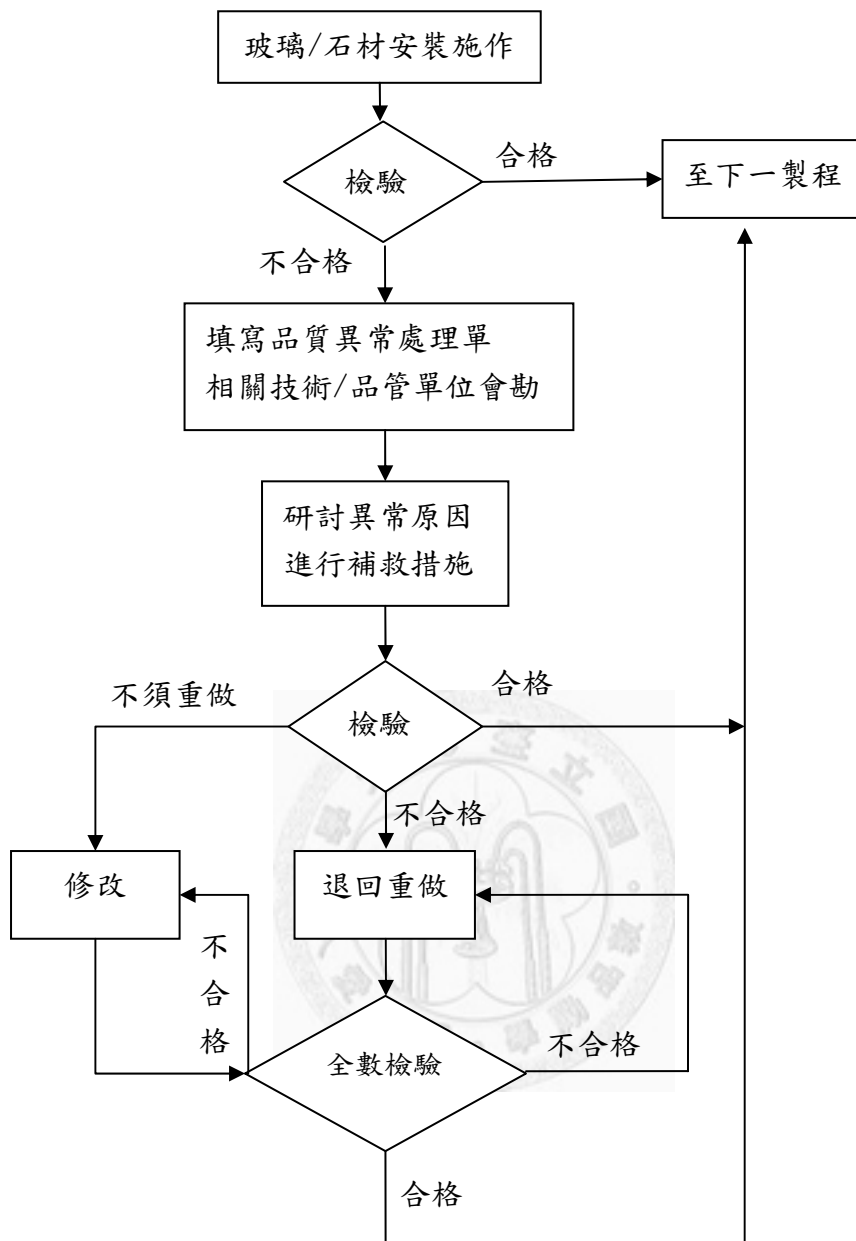 玻璃/石材安裝施作
檢驗
合格
至下一製程
不合格
填寫品質異常處理單
相關技術/品管單位會勘
研討異常原因
進行補救措施
不須重做
檢驗
合格
不合格
修改
退回重做
不合格
全數檢驗
不合格
合格